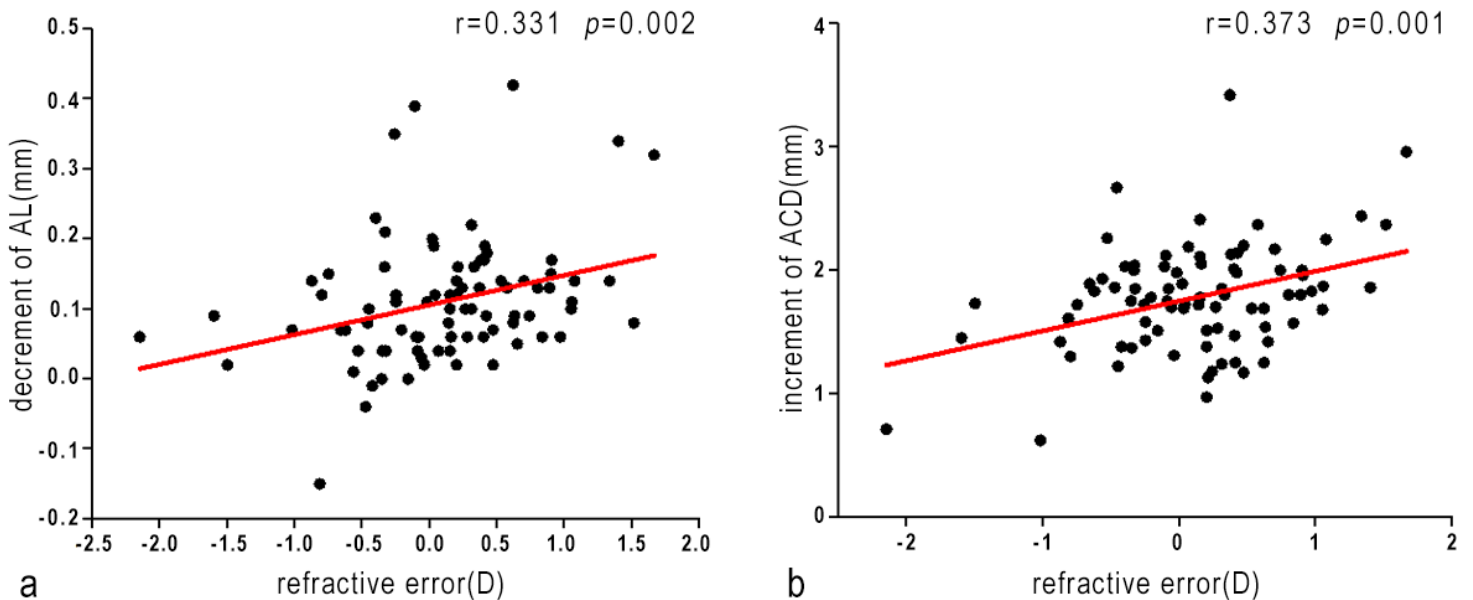 r=0.331 p=0.002
0.5
0.4
0.3
0.2
0.1
0.0
-0.1
-0.2
decrement of AL(mm)
-2.5 -2.0 -1.5 -1.0 -0.5 0.0 0.5 1.0 1.5 2.0
refractive error(D)
a
r=0.373 p=0.001
4
3
2
1
0
increment of ACD(mm)
-2 -1 0 1 2
refractive error(D)
b